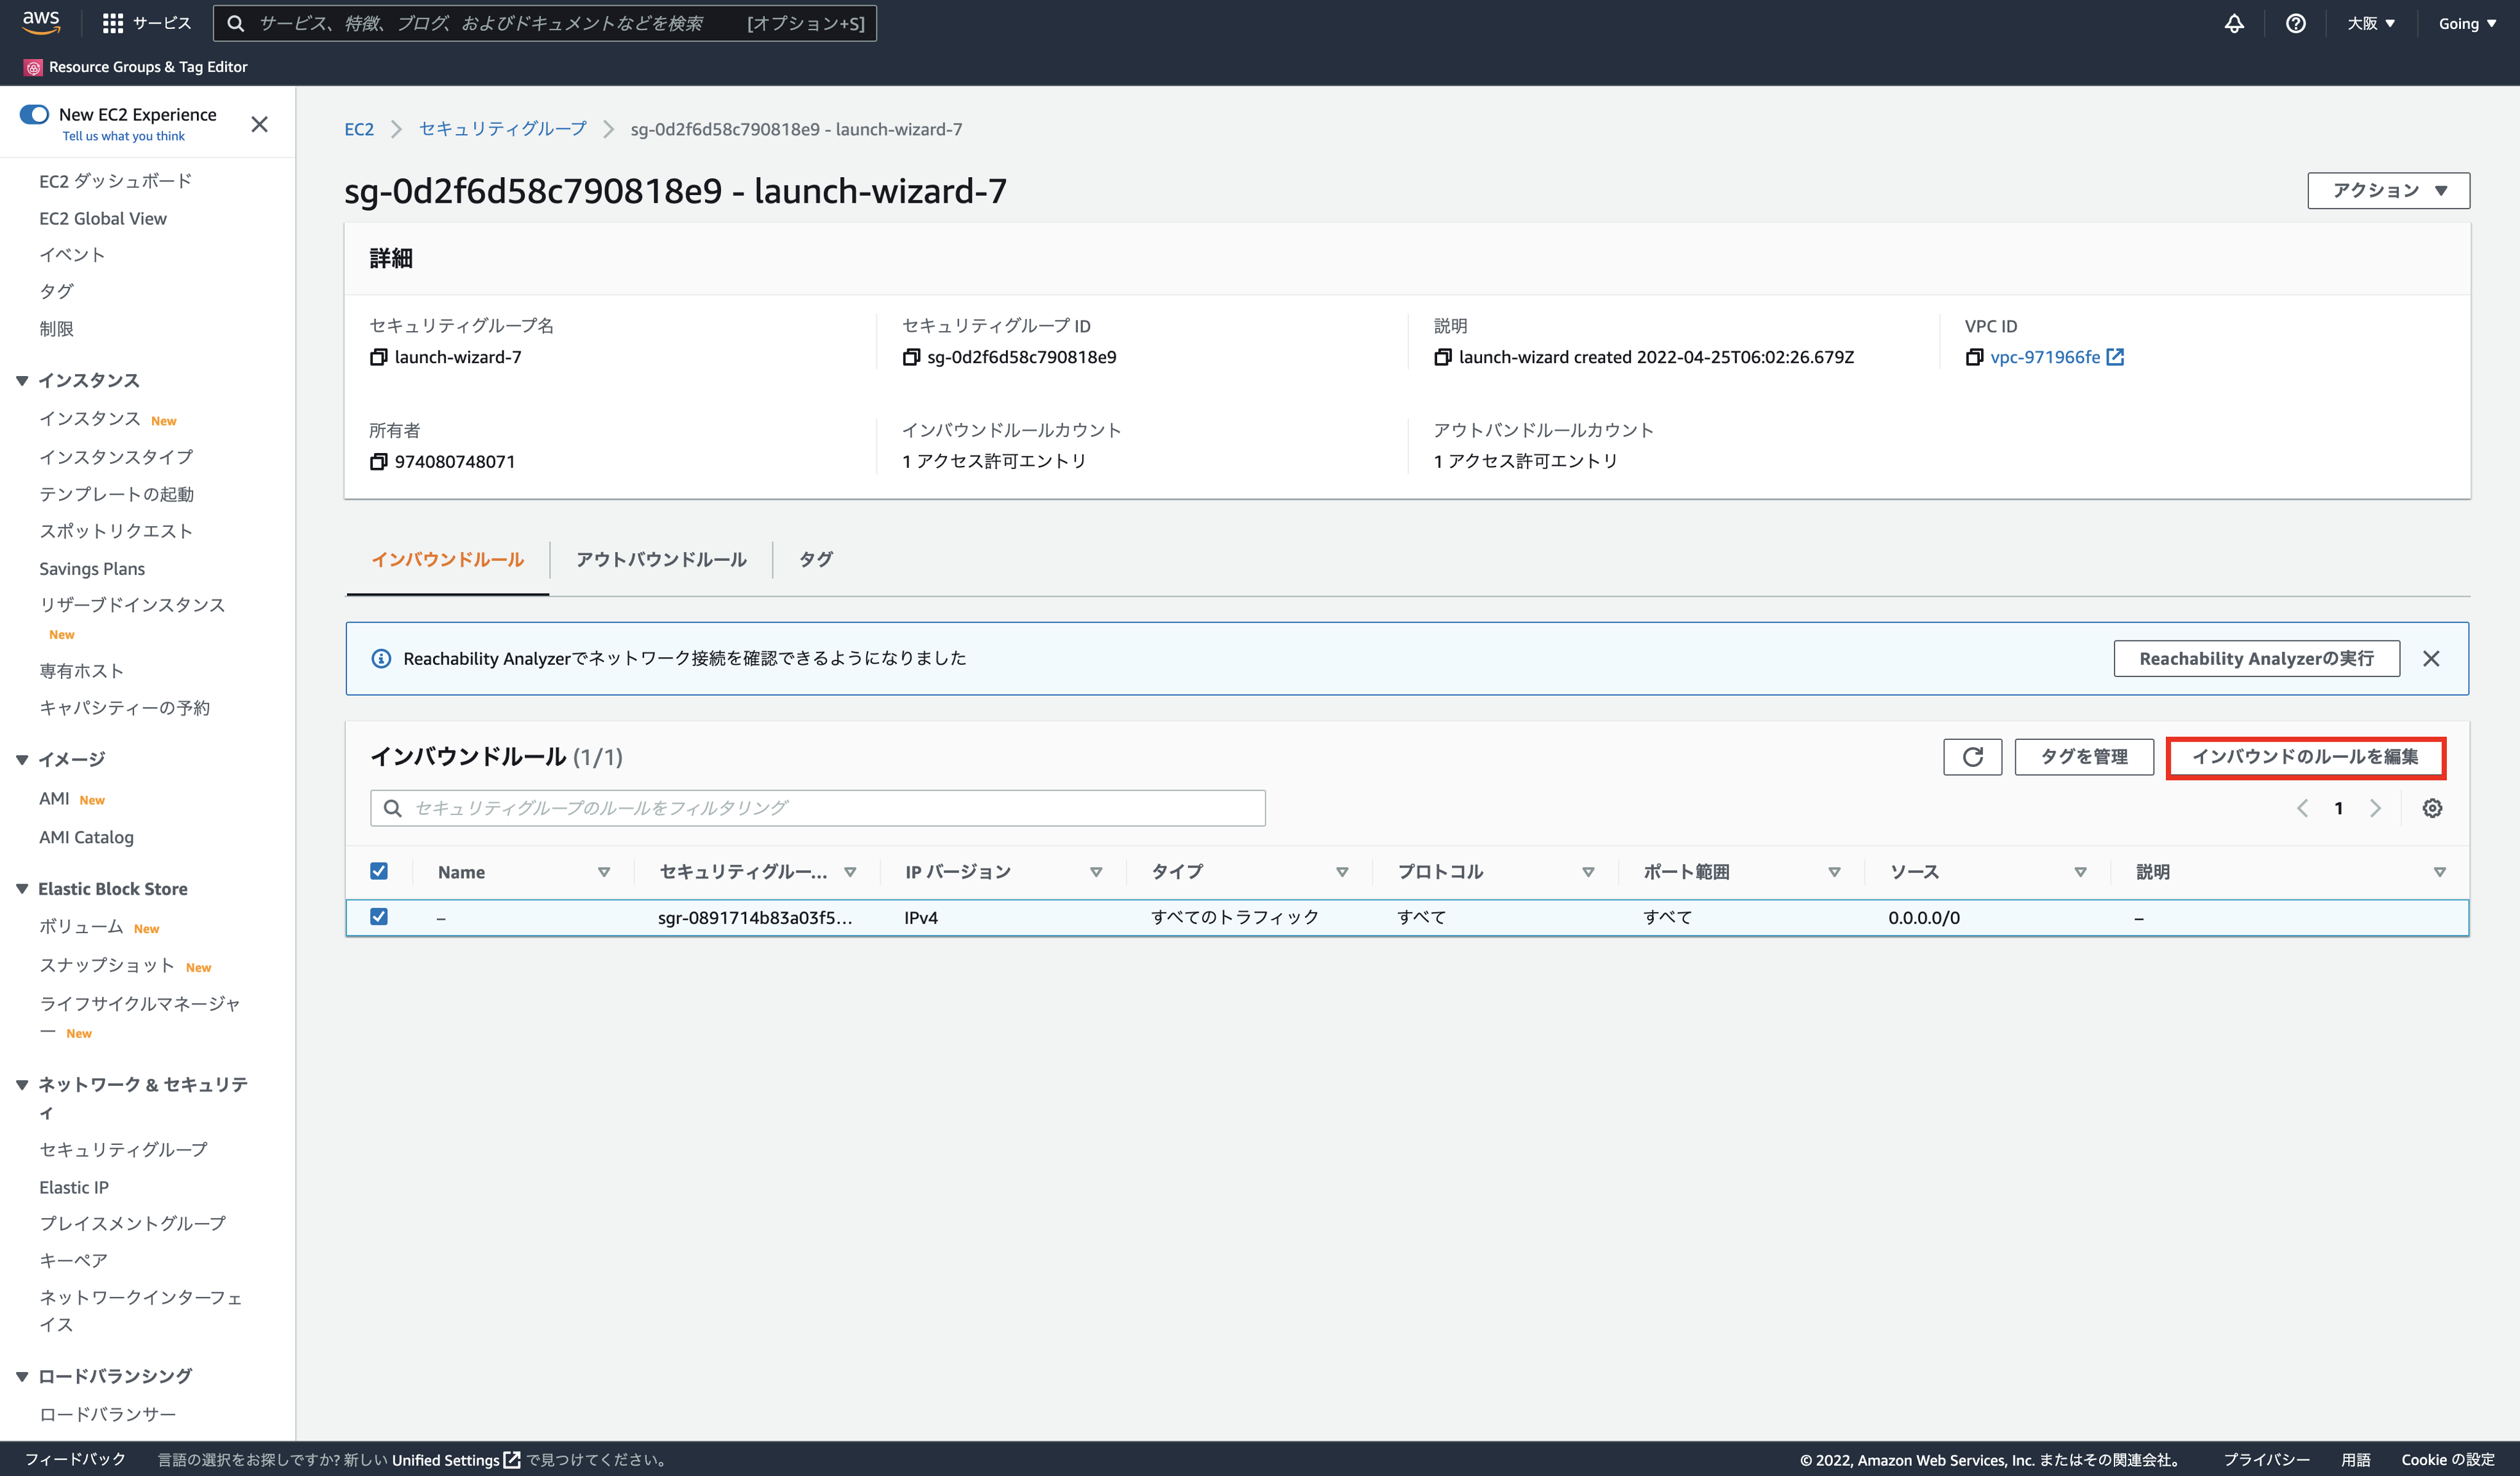 aws
サービス
サービス、特徴、ブログ、およびドキュメントなどを検索 [オプション+S]
大阪 ▼
Going ▼
Resource Groups & Tag Editor
New EC2 Experience
Tell us what you think
EC2 ダッシュボード
EC2 Global View
イベント
タグ
制限
インスタンス
インスタンス New
インスタンスタイプ
テンプレートの起動
スポットリクエスト
Savings Plans
リザーブドインスタンス
New
専有ホスト
キャパシティーの予約
イメージ
AMI New
AMI Catalog
Elastic Block Store
ボリューム New
スナップショット New
ライフサイクルマネージャ
ー New
ネットワーク & セキュリテ
ィ
セキュリティグループ
Elastic IP
プレイスメントグループ
キーペア
ネットワークインターフェ
イス
ロードバランシング
ロードバランサー
EC2 > セキュリティグループ > sg-0d2f6d58c790818e9 - launch-wizard-7
sg-0d2f6d58c790818e9 - launch-wizard-7
アクション ▼
詳細
セキュリティグループ名
launch-wizard-7
セキュリティグループ ID
sg-0d2f6d58c790818e9
説明
launch-wizard created 2022-04-25T06:02:26.679Z
VPC ID
vpc-971966fe
所有者
974080748071
インバウンドルールカウント
1 アクセス許可エントリ
アウトバンドルールカウント
1 アクセス許可エントリ
インバウンドルール
アウトバウンドルール
タグ
Reachability Analyzerでネットワーク接続を確認できるようになりました
Reachability Analyzerの実行
インバウンドルール (1/1)
タグを管理
インバウンドのルールを編集
セキュリティグループのルールをフィルタリング
1
Name セキュリティグルー... IP バージョン タイプ プロトコル ポート範囲 ソース 説明
– sgr-0891714b83a03f5... IPv4 すべてのトラフィック すべて すべて 0.0.0.0/0 –
フィードバック
言語の選択をお探しですか? 新しい Unified Settings で見つけてください。
© 2022, Amazon Web Services, Inc. またはその関連会社。
プライバシー
用語
Cookie の設定